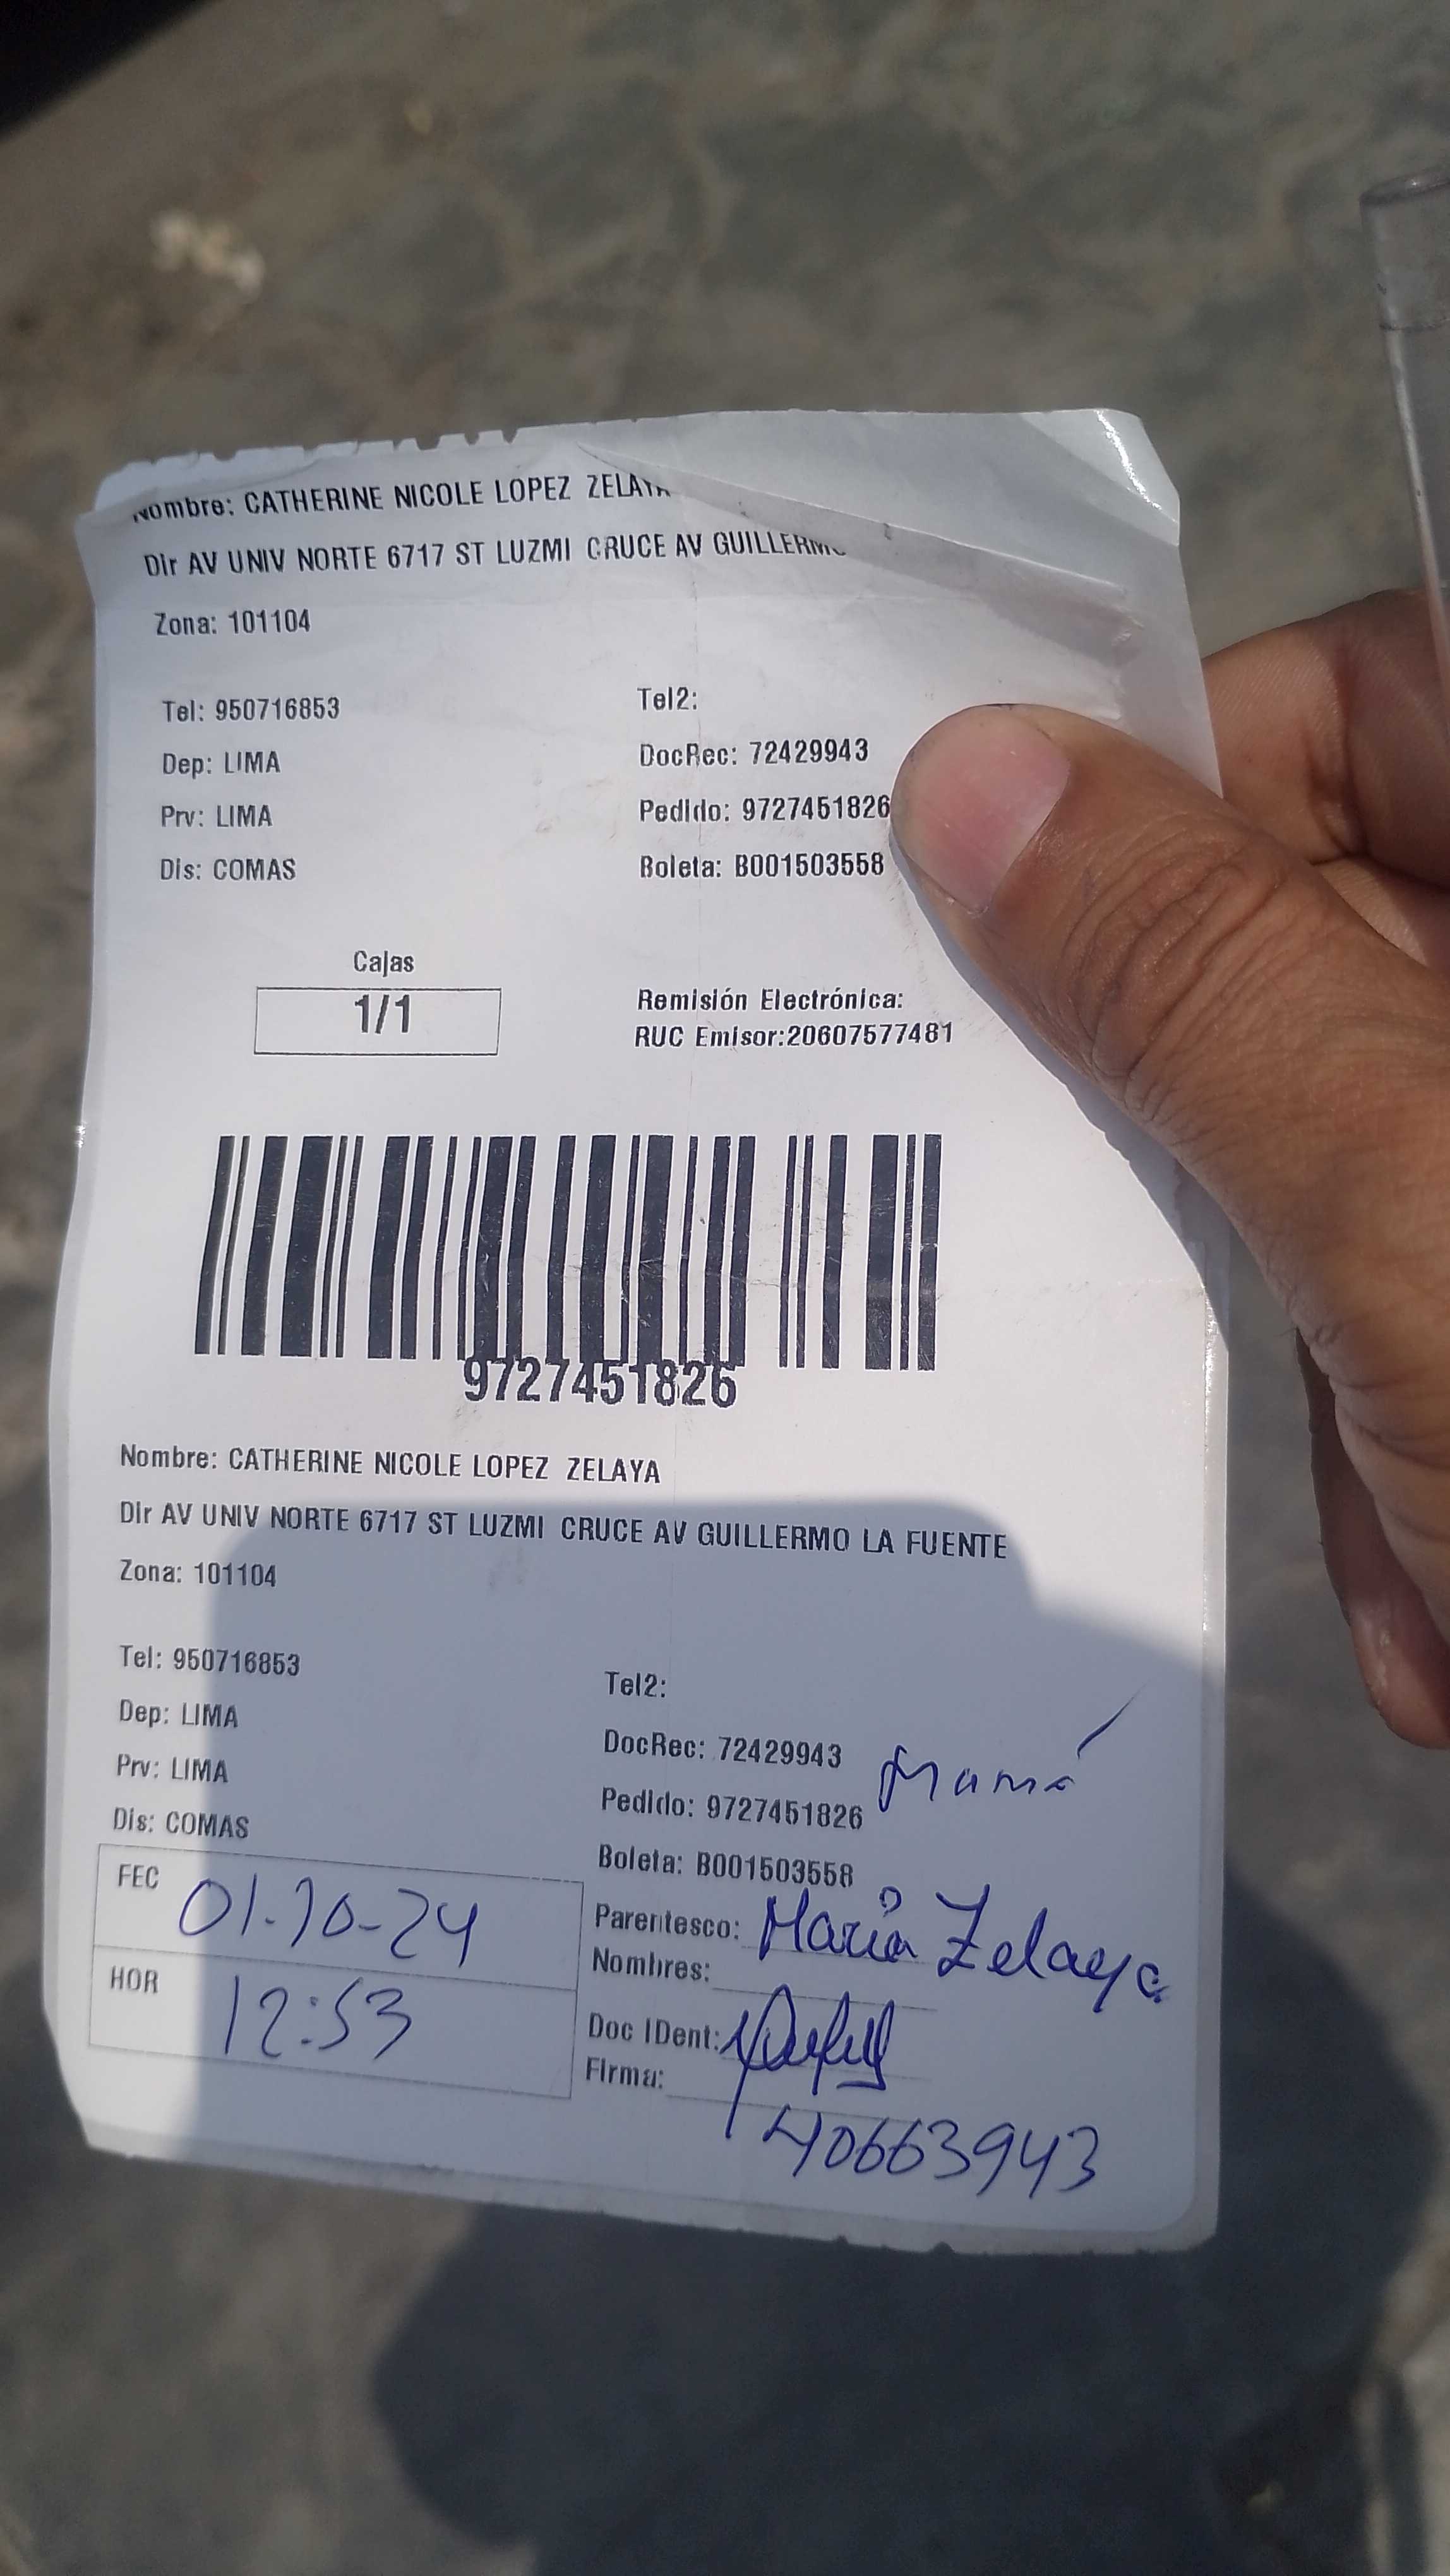 Nombre: CATHERINE NICOLE LOPEZ ZELAYA
Dir AV UNIV NORTE 6717 ST LUZMI CRUCE AV GUILLERMO
Zona: 101104
Tel: 950716853
Tel2:
Dep: LIMA
DocRec: 72429943
Prv: LIMA
Pedido: 9727451826
Dis: COMAS
Boleta: B001503558
Cajas
1/1
Remisión Electrónica:
RUC Emisor:20607577481
9727451826
Nombre: CATHERINE NICOLE LOPEZ ZELAYA
Dir AV UNIV NORTE 6717 ST LUZMI CRUCE AV GUILLERMO LA FUENTE
Zona: 101104
Tel: 950716853
Tel2:
Dep: LIMA
DocRec: 72429943
Mamá
Prv: LIMA
Pedido: 9727451826
Dis: COMAS
Boleta: B001503558
FEC 01-10-24
Parentesco: María Zelaya
Nombres:
HOR 12:53
Doc IDent:
Firma:
40663943